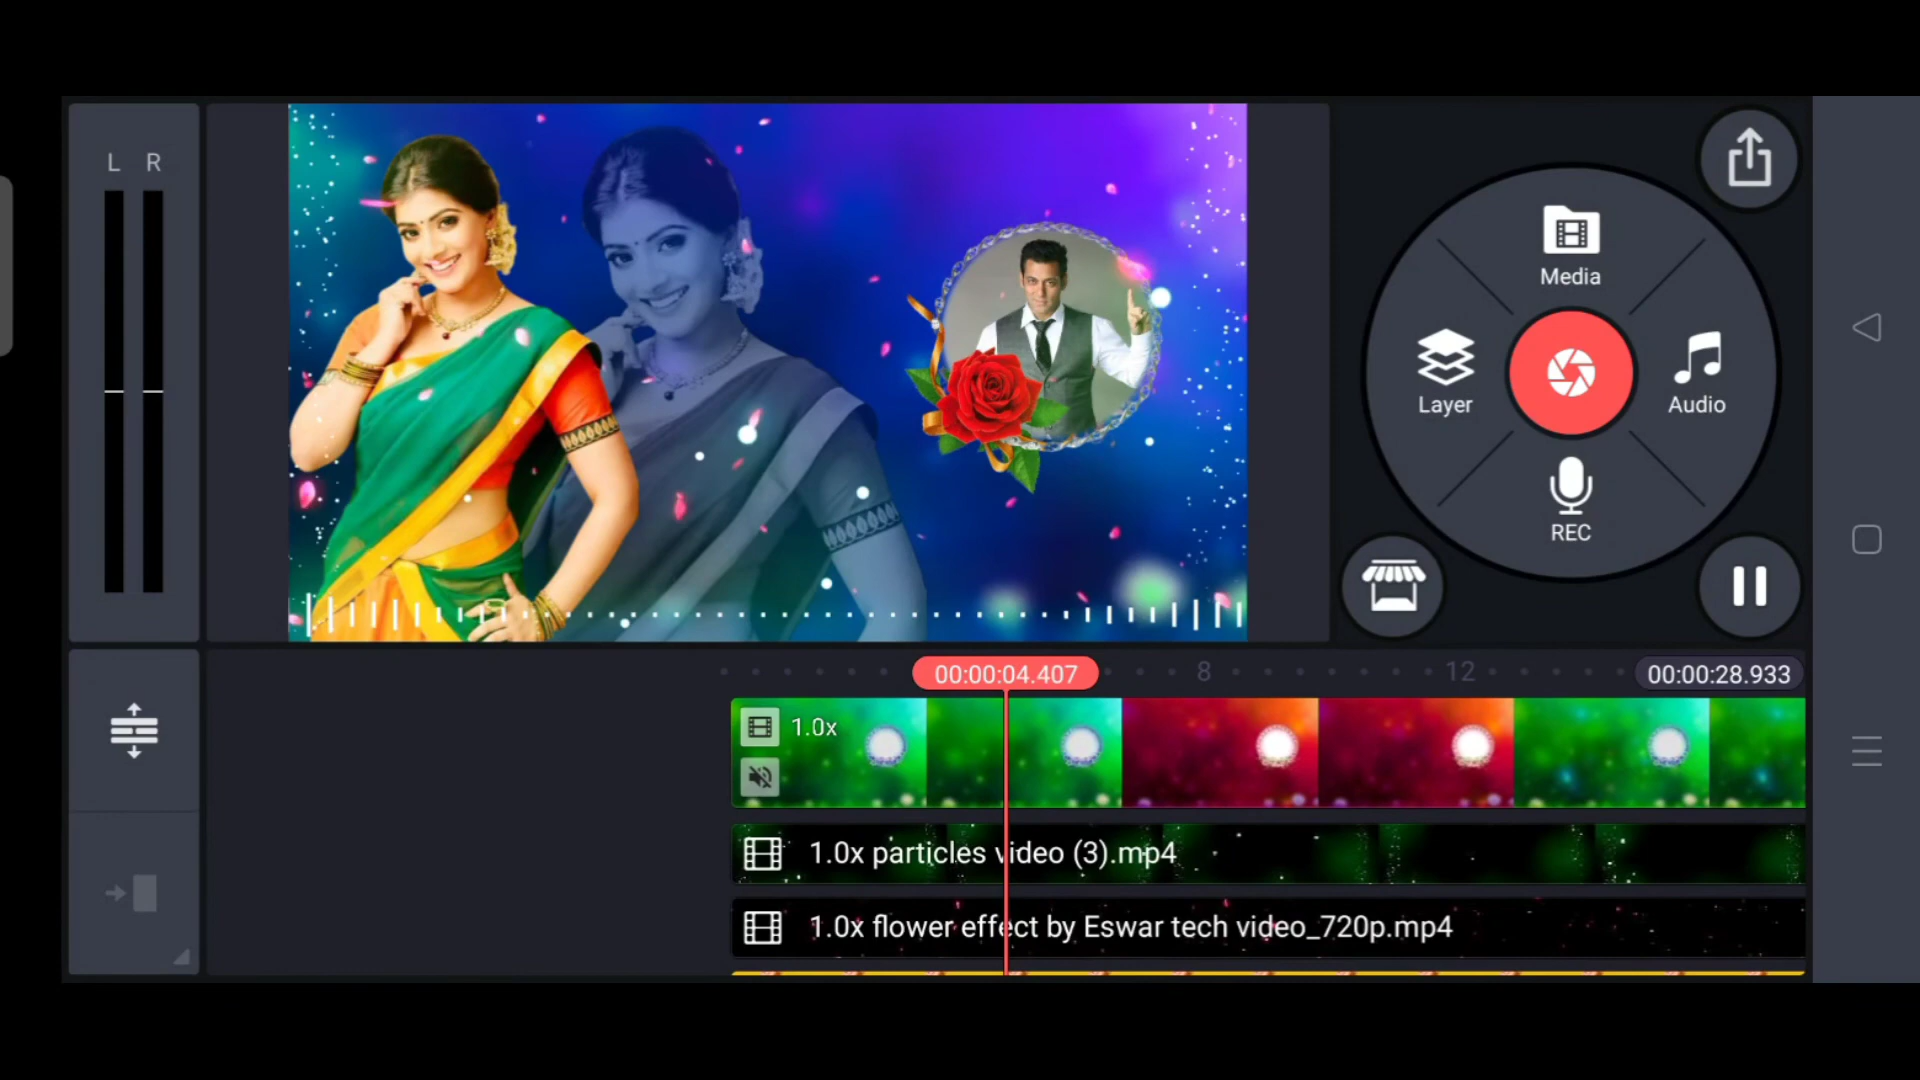 L R
Media
Layer
Audio
REC
00:00:04.407
8
12
00:00:28.933
1.0x
1.0x particles video (3).mp4
1.0x flower effect by Eswar tech video_720p.mp4